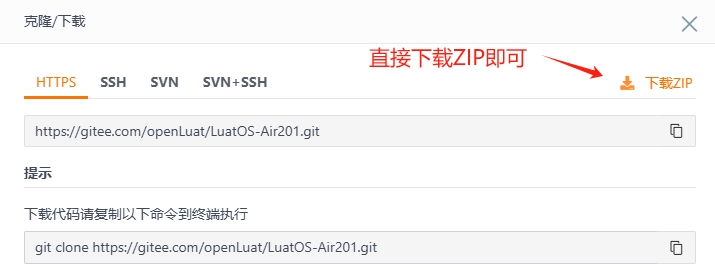 克隆/下载
直接下载ZIP即可
HTTPS SSH SVN SVN+SSH 下载ZIP
https://gitee.com/openLuat/LuatOS-Air201.git
提示
下载代码请复制以下命令到终端执行
git clone https://gitee.com/openLuat/LuatOS-Air201.git